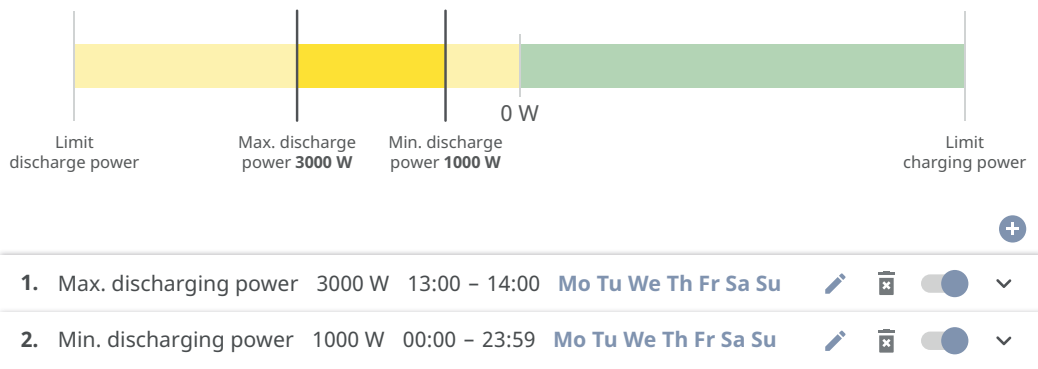 0 W
Limit
discharge power
Max. discharge
power 3000 W
Min. discharge
power 1000 W
Limit
charging power
1. Max. discharging power 3000 W 13:00 – 14:00 Mo Tu We Th Fr Sa Su
2. Min. discharging power 1000 W 00:00 – 23:59 Mo Tu We Th Fr Sa Su